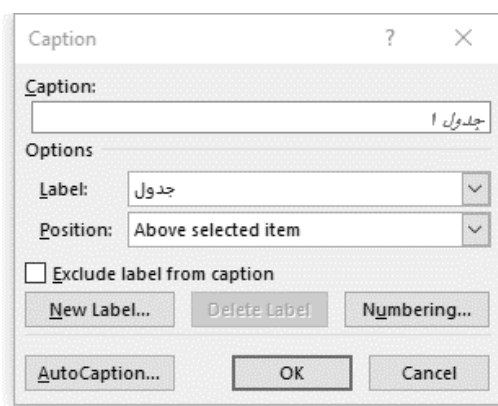 Caption ?
Caption:
جدول ۱
Options
Label: جدول
Position: Above selected item
Exclude label from caption
New Label... Delete Label Numbering...
AutoCaption... OK Cancel